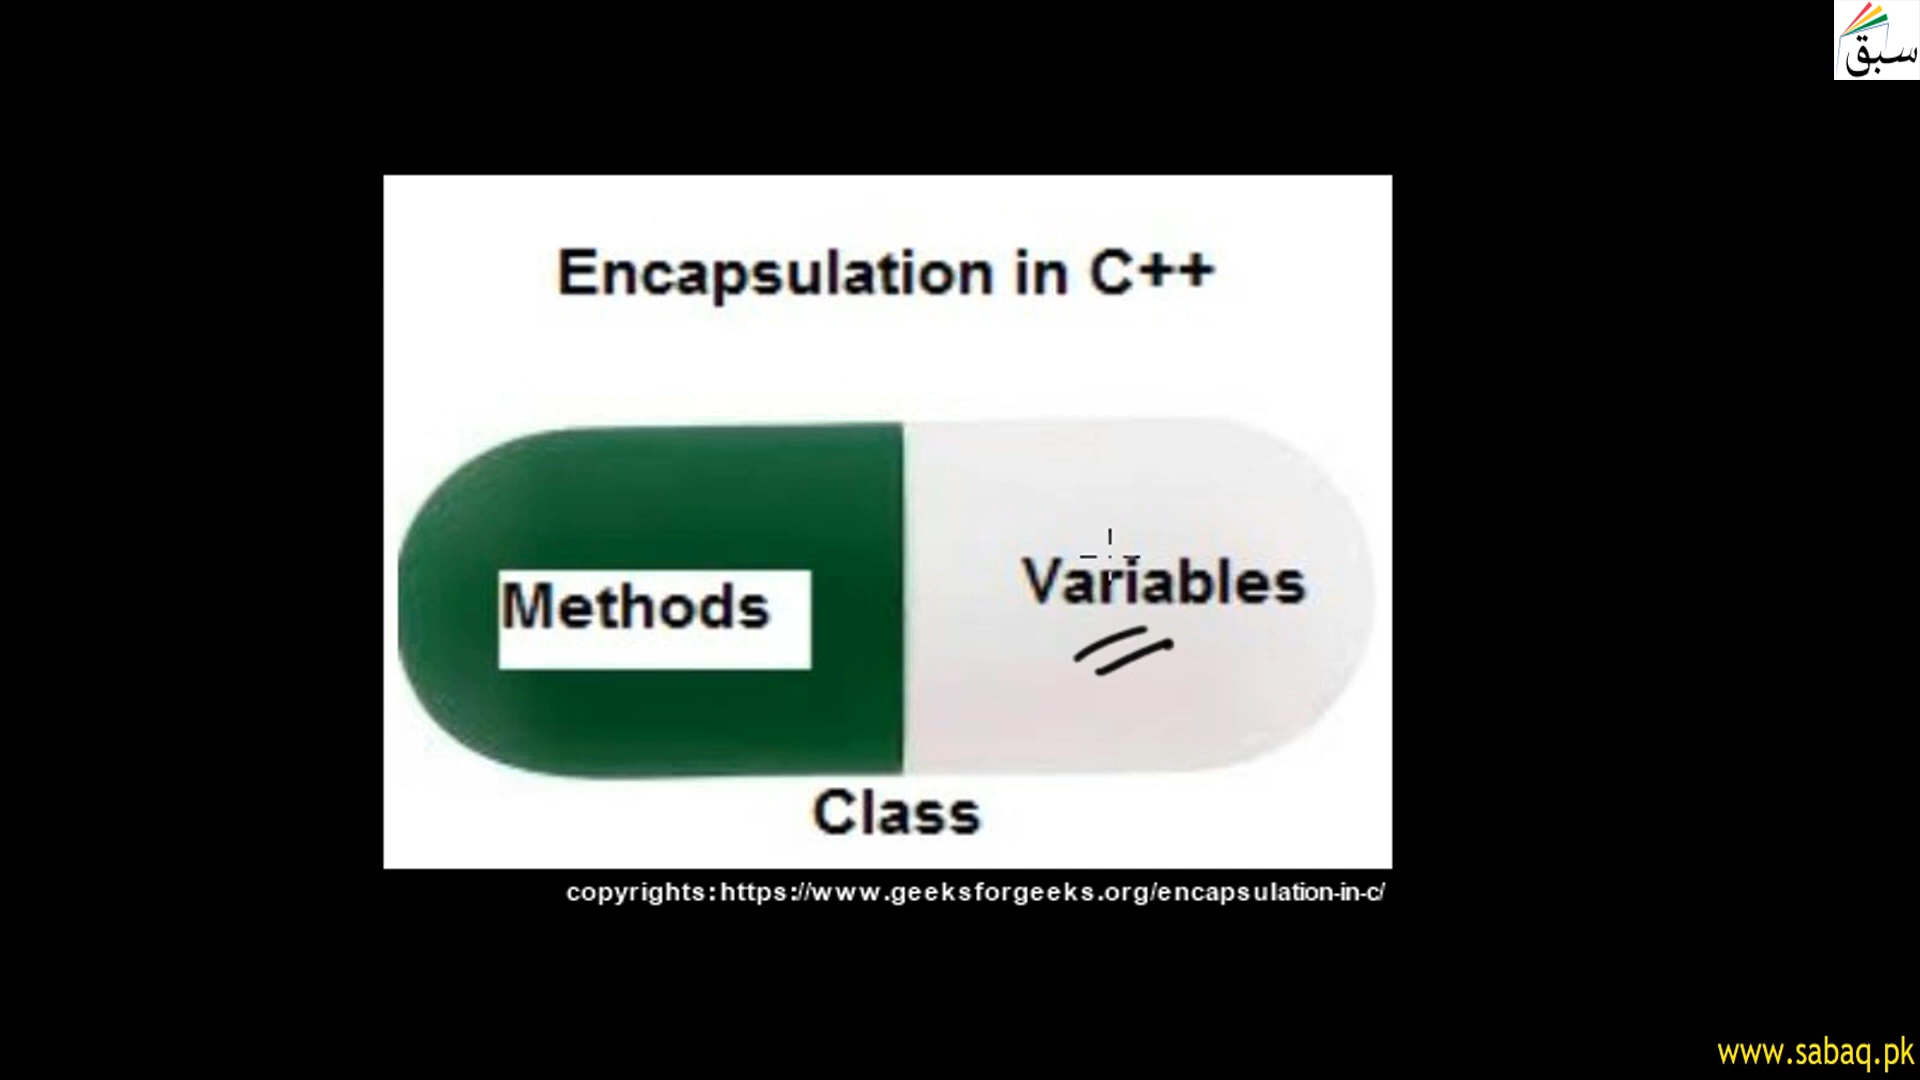 سبق
Encapsulation in C++
Methods
Variables
Class
copyrights:https://www.geeksforgeeks.org/encapsulation-in-c/
www.sabaq.pk